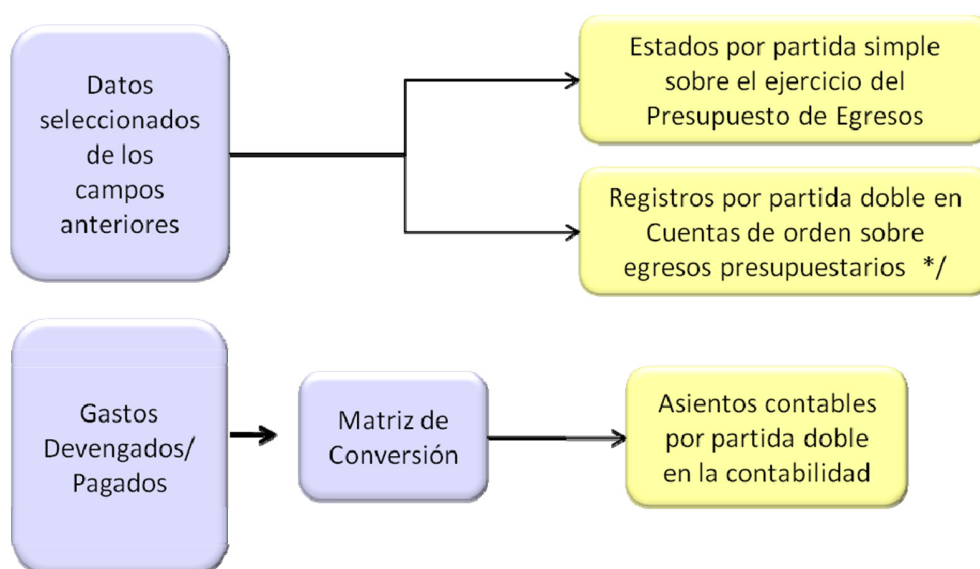 Datos
seleccionados
de los
campos
anteriores
Estados por partida simple
sobre el ejercicio del
Presupuesto de Egresos
Registros por partida doble en
Cuentas de orden sobre
egresos presupuestarios */
Gastos
Devengados/
Pagados
Matriz de
Conversión
Asientos contables
por partida doble
en la contabilidad